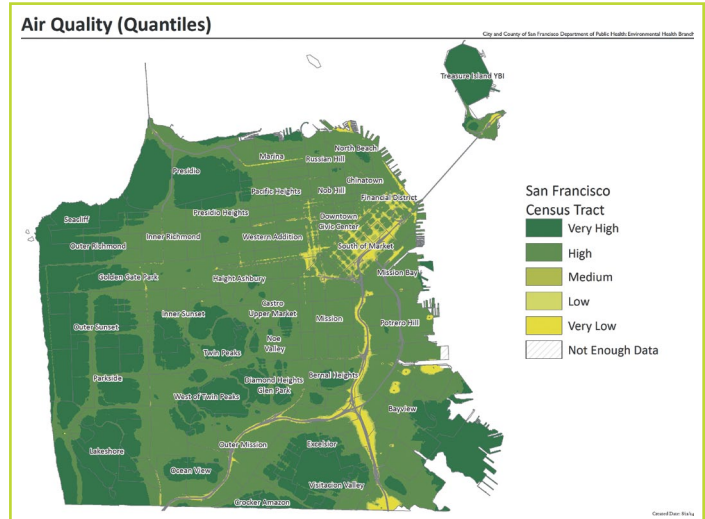 Air Quality (Quantiles)
City and County of San Francisco Department of Public Health: Environmental Health Branch
Treasure Island YBI
North Beach
Marina
Russian Hill
Presidio
Chinatown
Pacific Heights
Nob Hill
Financial District
Presidio Heights
Downtown
Civic Center
Seacliff
Inner Richmond
Western Addition
South of Market
Outer Richmond
Mission Bay
Golden Gate Park
Haight Ashbury
Castro
Upper Market
Inner Sunset
Mission
Potrero Hill
Outer Sunset
Noe
Valley
Twin Peaks
Parkside
Diamond Heights
Glen Park
Bernal Heights
West of Twin Peaks
Bayview
Lakeshore
Outer Mission
Excelsior
Ocean View
Visitacion Valley
Crocker Amazon
San Francisco
Census Tract
Very High
High
Medium
Low
Very Low
Not Enough Data